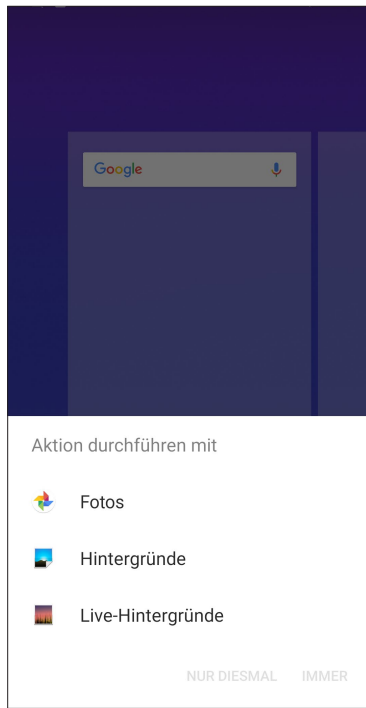 Google
Aktion durchführen mit
Fotos
Hintergründe
Live-Hintergründe
NUR DIESMAL IMMER